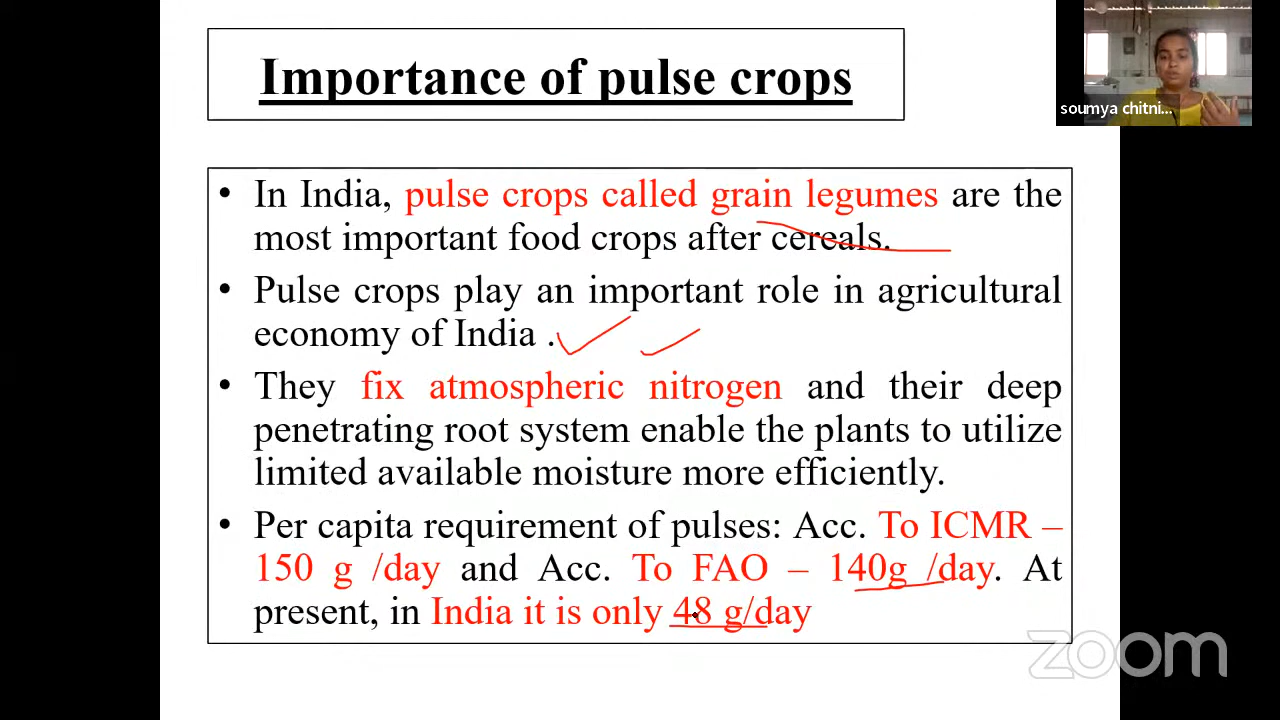 Importance of pulse crops
soumya chitni...
• In India, pulse crops called grain legumes are the
most important food crops after cereals.
• Pulse crops play an important role in agricultural
economy of India .
• They fix atmospheric nitrogen and their deep
penetrating root system enable the plants to utilize
limited available moisture more efficiently.
• Per capita requirement of pulses: Acc. To ICMR –
150 g /day and Acc. To FAO – 140g /day. At
present, in India it is only 48 g/day
zoom